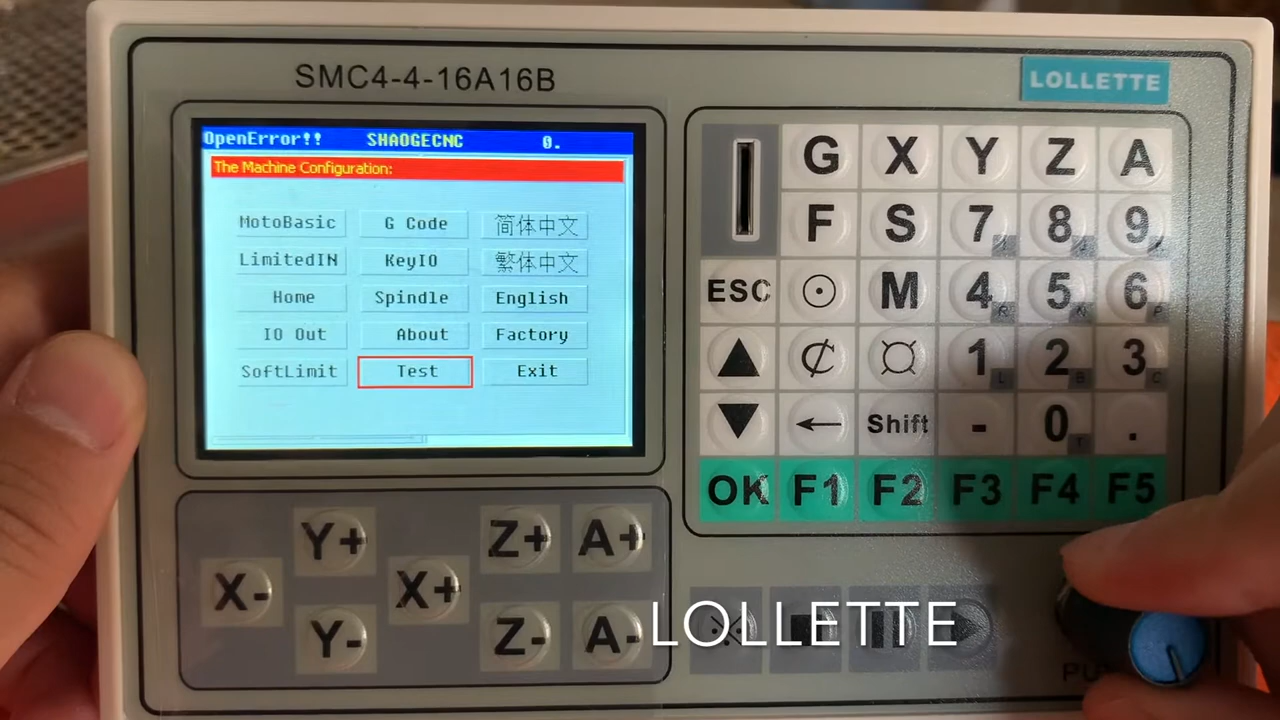 SMC4-4-16A16B
LOLLETTE
OpenError!! SHAOGECNC 0.
The Machine Configuration:
MotoBasic G Code 简体中文
LimitedIN KeyIO 繁体中文
Home Spindle English
IO Out About Factory
SoftLimit Test Exit
G X Y Z A
F S 7 8 9
ESC M 4 5 6
1 2 3
Shift - 0 .
OK F1 F2 F3 F4 F5
Y+ Z+ A+
X- X+
Y- Z- A-
LOLLETTE